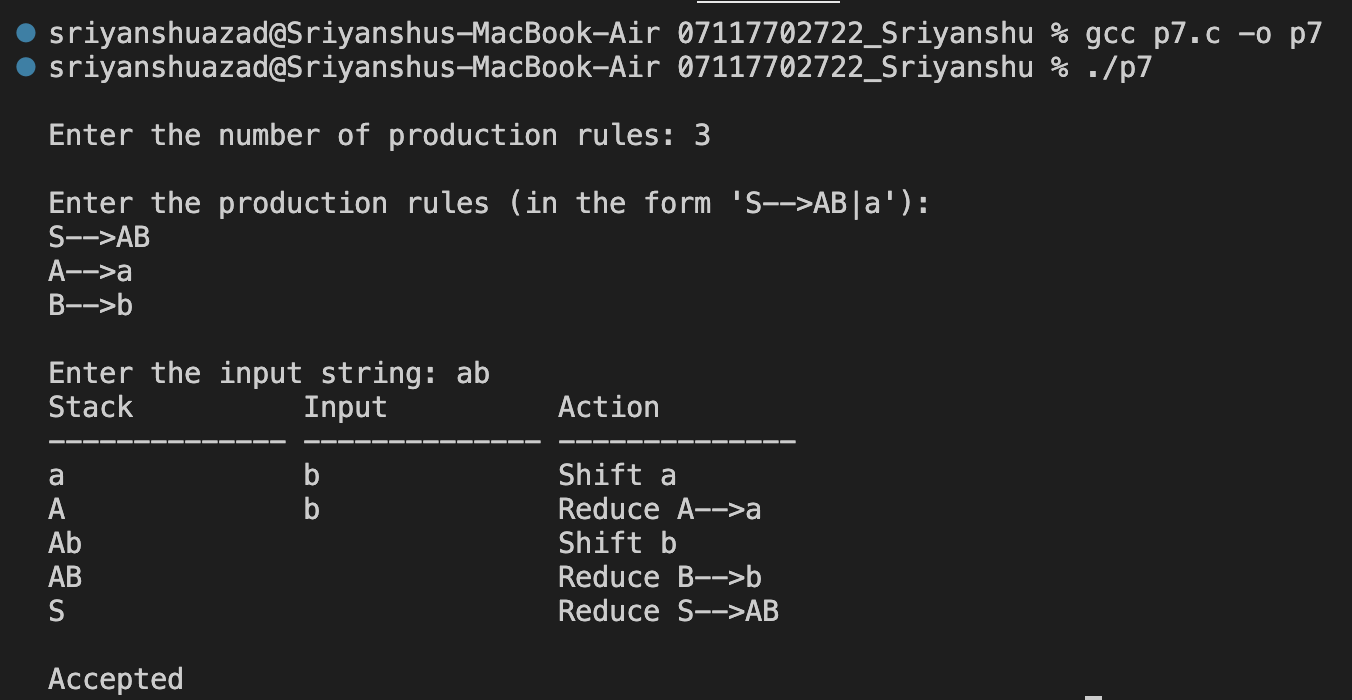 sriyanshuazad@Sriyanshus-MacBook-Air 07117702722_Sriyanshu % gcc p7.c -o p7
sriyanshuazad@Sriyanshus-MacBook-Air 07117702722_Sriyanshu % ./p7
Enter the number of production rules: 3
Enter the production rules (in the form 'S-->AB|a'):
S-->AB
A-->a
B-->b
Enter the input string: ab
Stack Input Action
-------------- -------------- --------------
a b Shift a
A b Reduce A-->a
Ab Shift b
AB Reduce B-->b
S Reduce S-->AB
Accepted